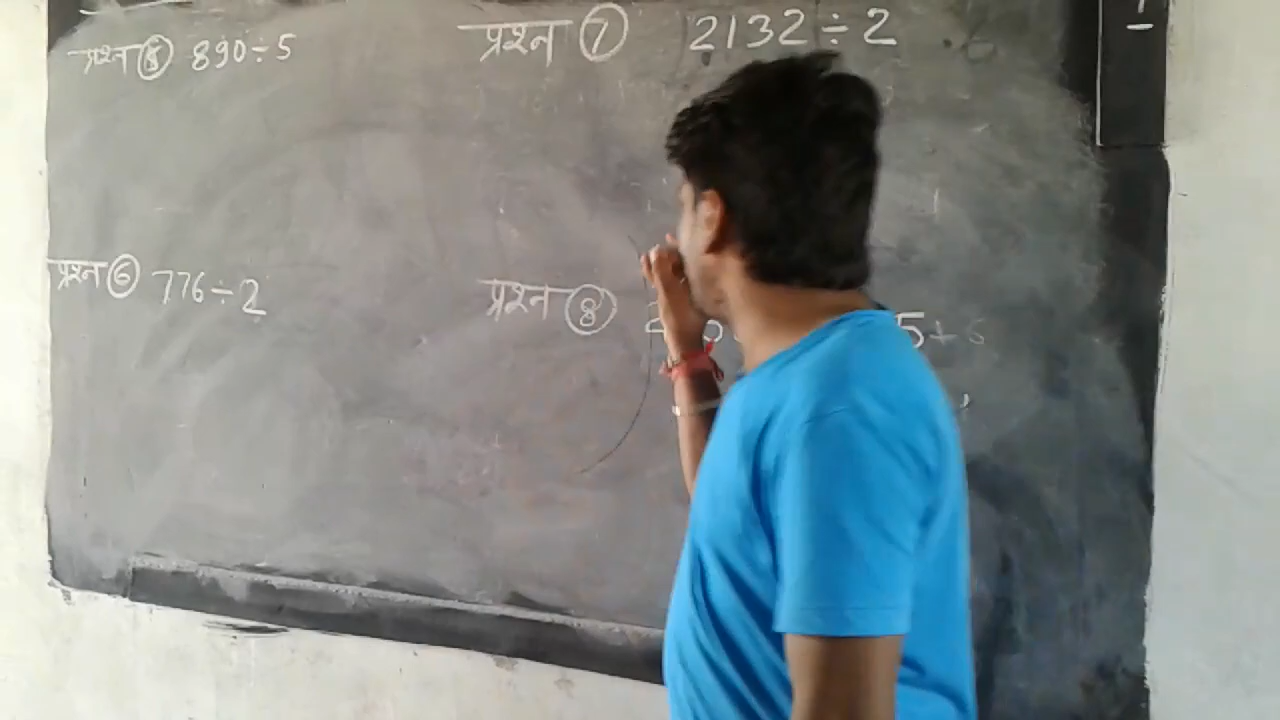 प्रश्न ⑤ 890÷5
प्रश्न ⑥ 776÷2
प्रश्न ⑦ 2132÷2
प्रश्न ⑧